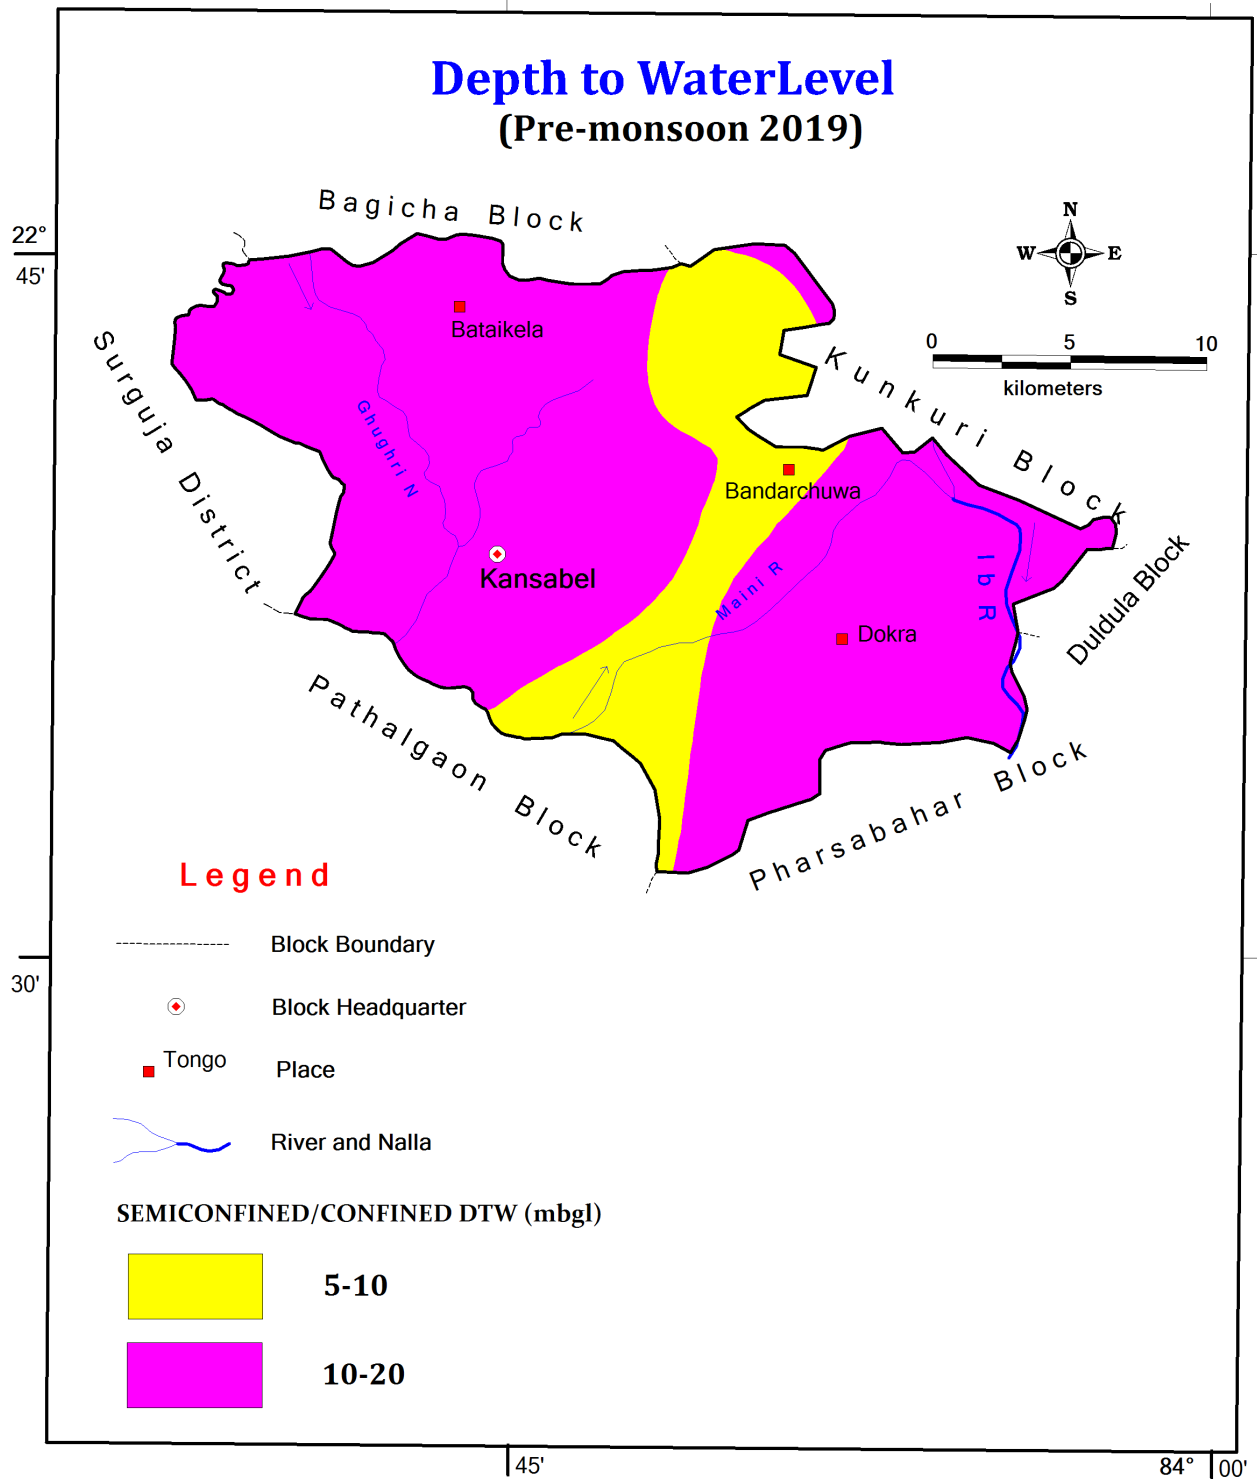 Depth to WaterLevel
(Pre-monsoon 2019)
Bagicha Block
N
W E
S
22°
45'
0 5 10
kilometers
Bataikela
Surguja District
Kunkuri Block
Ghughri N
Bandarchuwa
Kansabel
Maini R
Ib R
Dokra
Duldula Block
Pathalgaon Block
Pharsabahar Block
Legend
Block Boundary
30'
Block Headquarter
Tongo
Place
River and Nalla
SEMICONFINED/CONFINED DTW (mbgl)
5-10
10-20
45'
84° 00'